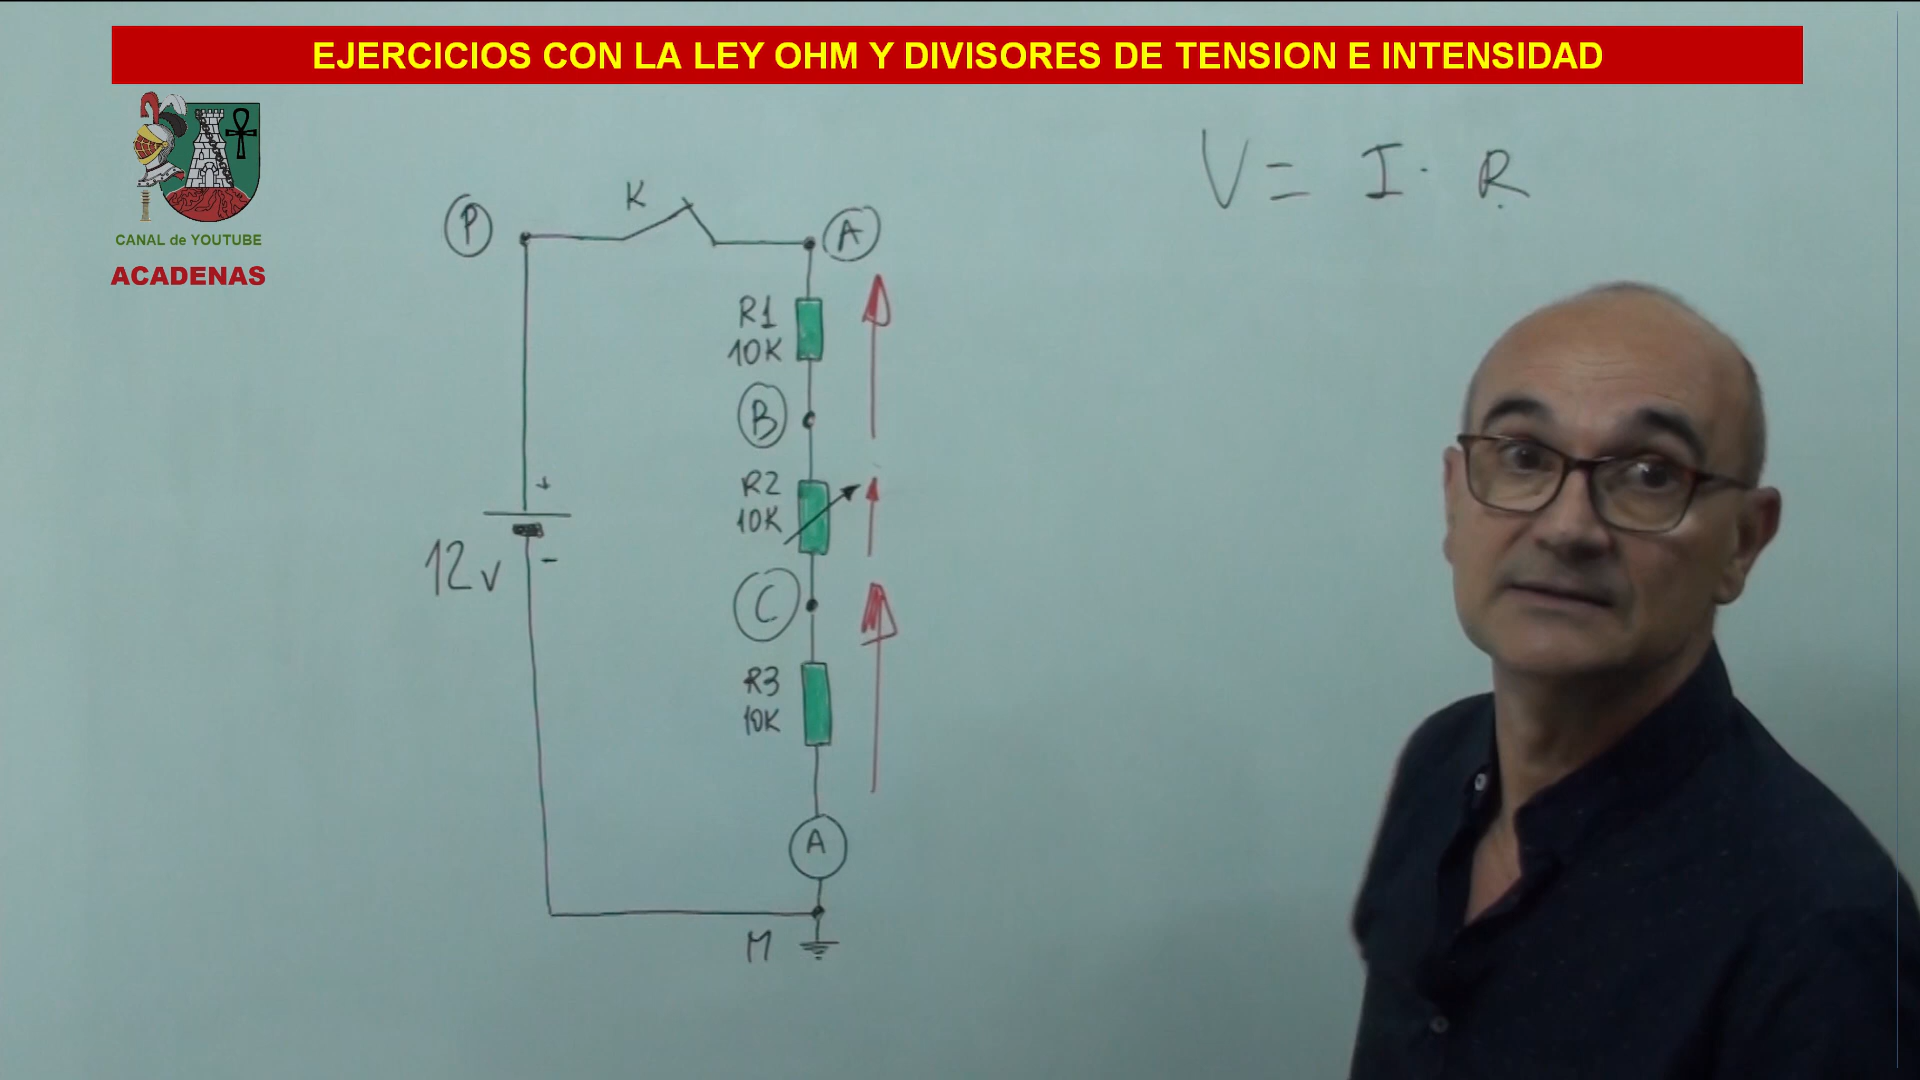 EJERCICIOS CON LA LEY OHM Y DIVISORES DE TENSION E INTENSIDAD
CANAL de YOUTUBE
ACADENAS
V = I · R
P
K
A
R1
10K
B
R2
10K
+
12v
-
C
R3
10K
A
M